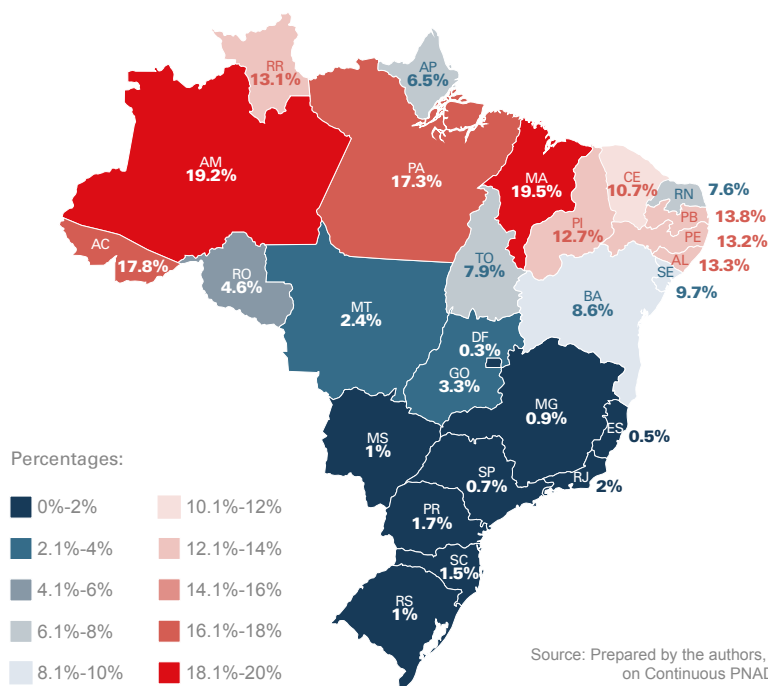 RR
13.1%
AP
6.5%
AM
19.2%
PA
17.3%
MA
19.5%
CE
10.7%
RN
7.6%
PB
13.8%
PI
12.7%
PE
13.2%
AL
13.3%
AC
17.8%
RO
4.6%
TO
7.9%
SE
9.7%
BA
8.6%
MT
2.4%
DF
0.3%
GO
3.3%
MG
0.9%
ES
0.5%
MS
1%
SP
0.7%
RJ
2%
PR
1.7%
SC
1.5%
RS
1%
Percentages:
0%-2%
2.1%-4%
4.1%-6%
6.1%-8%
8.1%-10%
10.1%-12%
12.1%-14%
14.1%-16%
16.1%-18%
18.1%-20%
Source: Prepared by the authors,
on Continuous PNAD